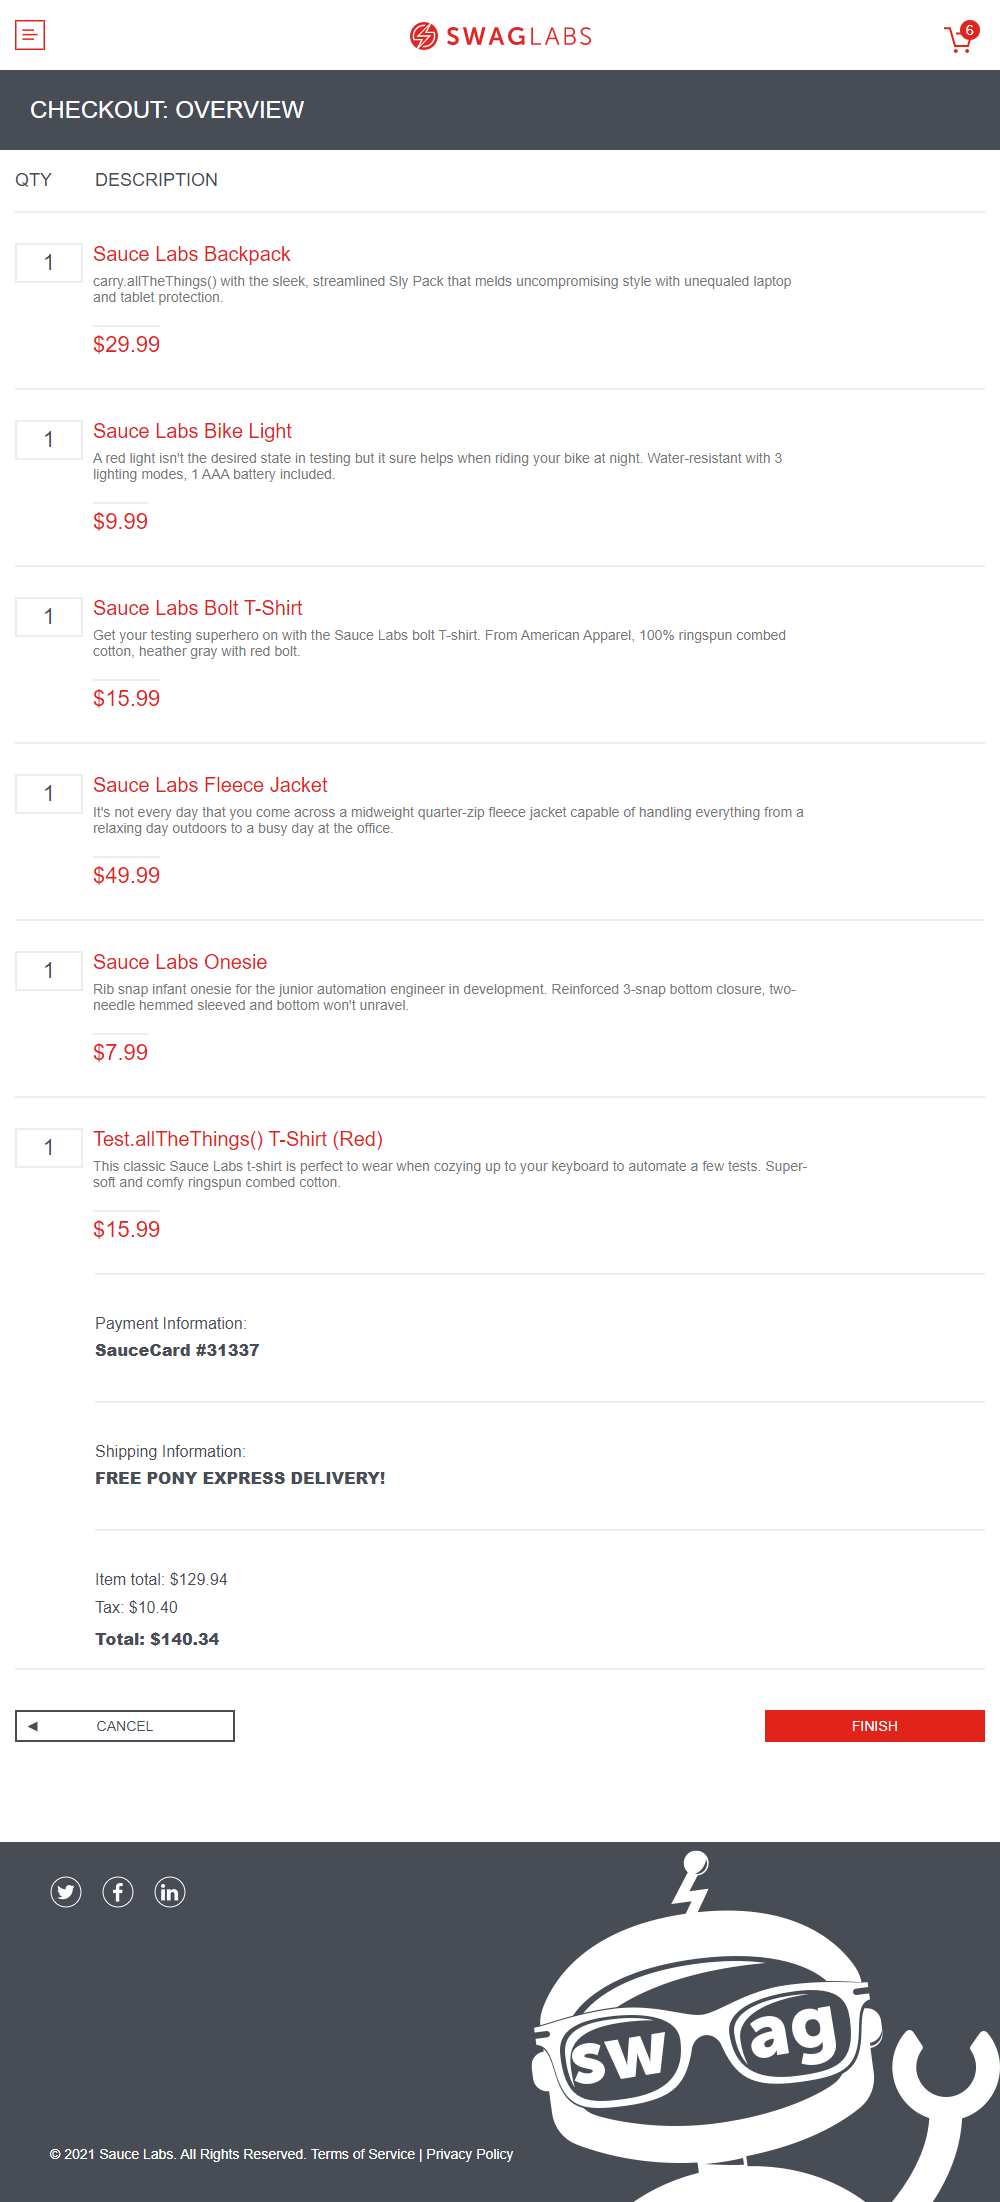 SWAGLABS
6
CHECKOUT: OVERVIEW
QTY DESCRIPTION
1
Sauce Labs Backpack
carry.allTheThings() with the sleek, streamlined Sly Pack that melds uncompromising style with unequaled laptop
and tablet protection.
$29.99
1
Sauce Labs Bike Light
A red light isn't the desired state in testing but it sure helps when riding your bike at night. Water-resistant with 3
lighting modes, 1 AAA battery included.
$9.99
1
Sauce Labs Bolt T-Shirt
Get your testing superhero on with the Sauce Labs bolt T-shirt. From American Apparel, 100% ringspun combed
cotton, heather gray with red bolt.
$15.99
1
Sauce Labs Fleece Jacket
It's not every day that you come across a midweight quarter-zip fleece jacket capable of handling everything from a
relaxing day outdoors to a busy day at the office.
$49.99
1
Sauce Labs Onesie
Rib snap infant onesie for the junior automation engineer in development. Reinforced 3-snap bottom closure, two-
needle hemmed sleeved and bottom won't unravel.
$7.99
1
Test.allTheThings() T-Shirt (Red)
This classic Sauce Labs t-shirt is perfect to wear when cozying up to your keyboard to automate a few tests. Super-
soft and comfy ringspun combed cotton.
$15.99
Payment Information:
SauceCard #31337
Shipping Information:
FREE PONY EXPRESS DELIVERY!
Item total: $129.94
Tax: $10.40
Total: $140.34
CANCEL
FINISH
sw ag
© 2021 Sauce Labs. All Rights Reserved. Terms of Service | Privacy Policy